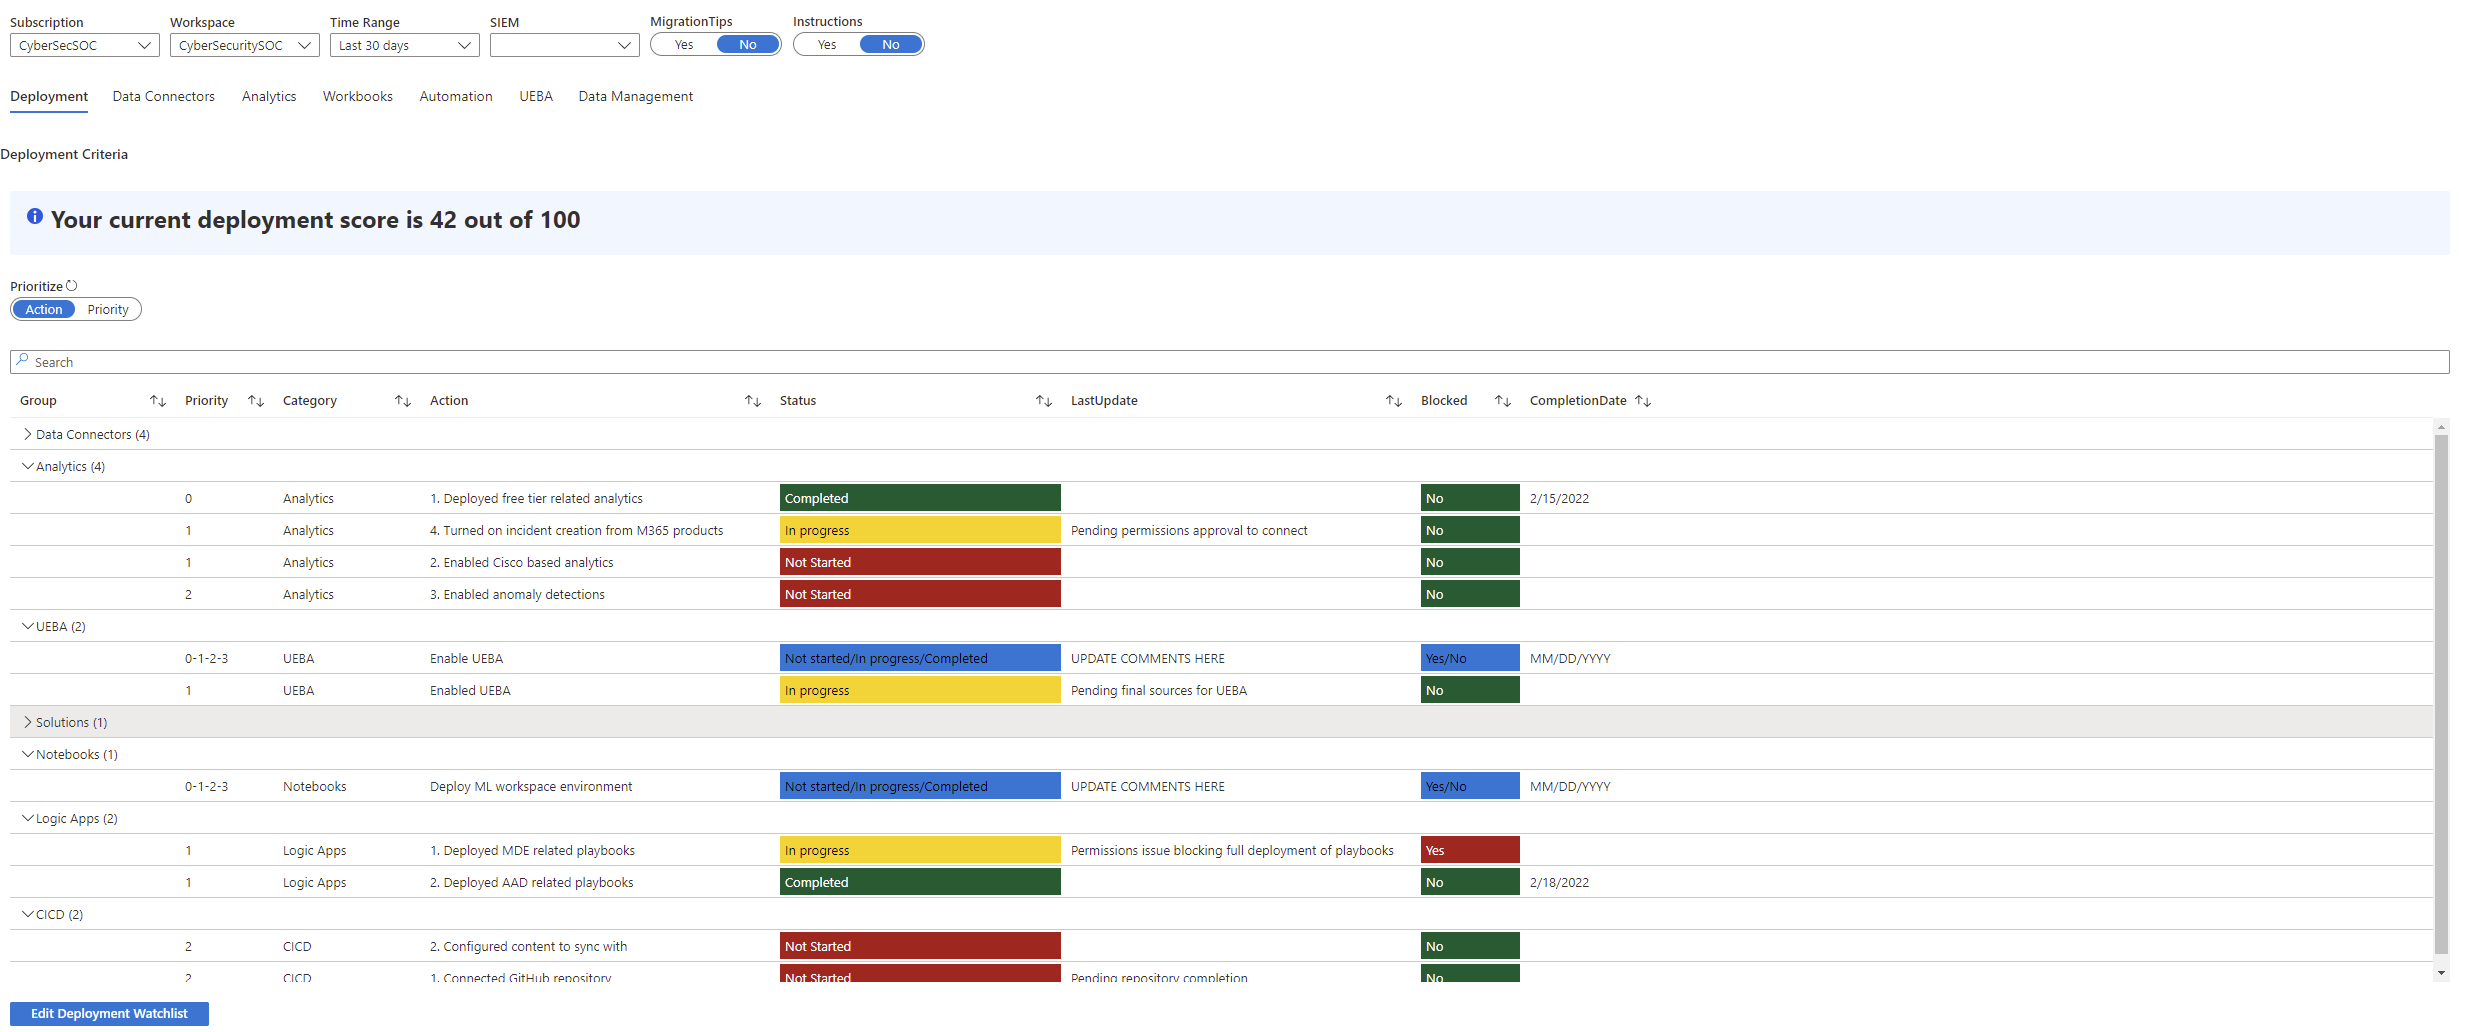 Subscription Workspace Time Range SIEM MigrationTips Instructions
CyberSecSOC CyberSecuritySOC Last 30 days Yes No Yes No
Deployment Data Connectors Analytics Workbooks Automation UEBA Data Management
Deployment Criteria
Your current deployment score is 42 out of 100
Prioritize
Action Priority
Search
Group Priority Category Action Status LastUpdate Blocked CompletionDate
Data Connectors (4)
Analytics (4)
0 Analytics 1. Deployed free tier related analytics Completed No 2/15/2022
1 Analytics 4. Turned on incident creation from M365 products In progress Pending permissions approval to connect No
1 Analytics 2. Enabled Cisco based analytics Not Started No
2 Analytics 3. Enabled anomaly detections Not Started No
UEBA (2)
0-1-2-3 UEBA Enable UEBA Not started/In progress/Completed UPDATE COMMENTS HERE Yes/No MM/DD/YYYY
1 UEBA Enabled UEBA In progress Pending final sources for UEBA No
Solutions (1)
Notebooks (1)
0-1-2-3 Notebooks Deploy ML workspace environment Not started/In progress/Completed UPDATE COMMENTS HERE Yes/No MM/DD/YYYY
Logic Apps (2)
1 Logic Apps 1. Deployed MDE related playbooks In progress Permissions issue blocking full deployment of playbooks Yes
1 Logic Apps 2. Deployed AAD related playbooks Completed No 2/18/2022
CICD (2)
2 CICD 2. Configured content to sync with Not Started No
2 CICD 1. Connected GitHub repository Not Started Pending repository completion No
Edit Deployment Watchlist